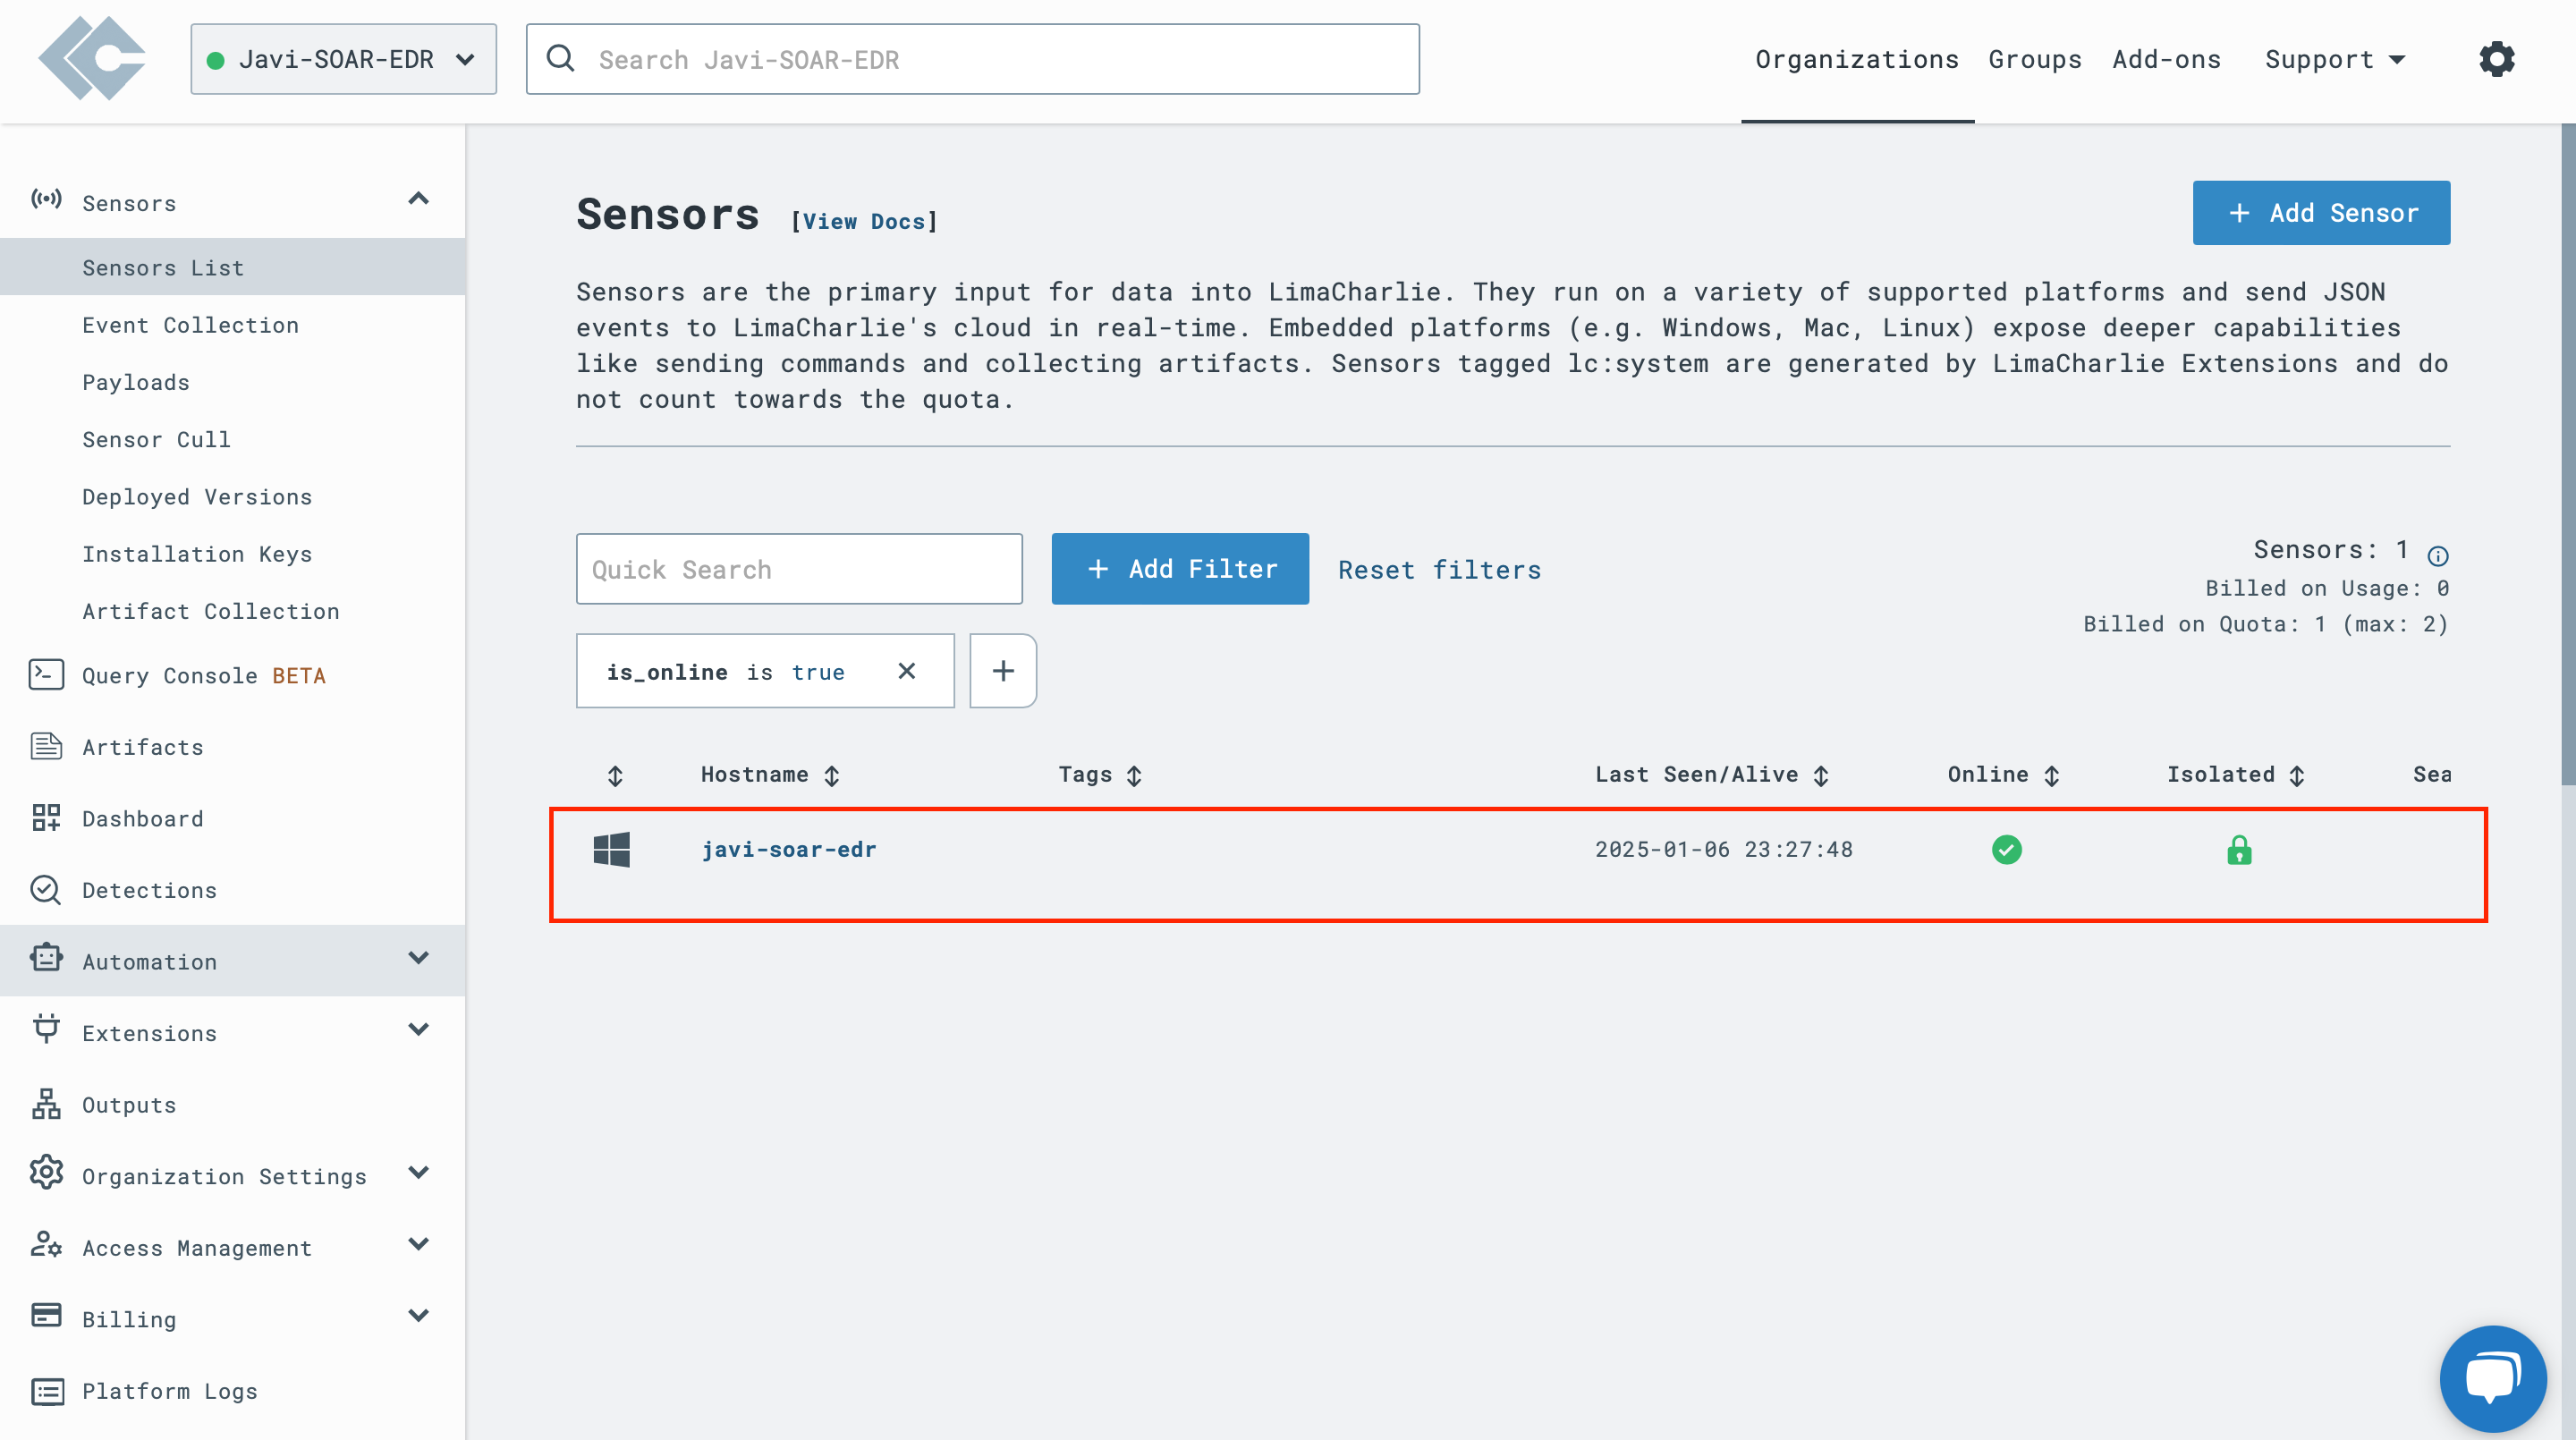 Javi-SOAR-EDR
Search Javi-SOAR-EDR
Organizations
Groups
Add-ons
Support
Sensors
Sensors List
Event Collection
Payloads
Sensor Cull
Deployed Versions
Installation Keys
Artifact Collection
Query Console BETA
Artifacts
Dashboard
Detections
Automation
Extensions
Outputs
Organization Settings
Access Management
Billing
Platform Logs
Sensors [View Docs]
+ Add Sensor
Sensors are the primary input for data into LimaCharlie. They run on a variety of supported platforms and send JSON
events to LimaCharlie's cloud in real-time. Embedded platforms (e.g. Windows, Mac, Linux) expose deeper capabilities
like sending commands and collecting artifacts. Sensors tagged lc:system are generated by LimaCharlie Extensions and do
not count towards the quota.
Quick Search
+ Add Filter
Reset filters
Sensors: 1
Billed on Usage: 0
Billed on Quota: 1 (max: 2)
is_online is true
Hostname Tags Last Seen/Alive Online Isolated Sea
javi-soar-edr 2025-01-06 23:27:48